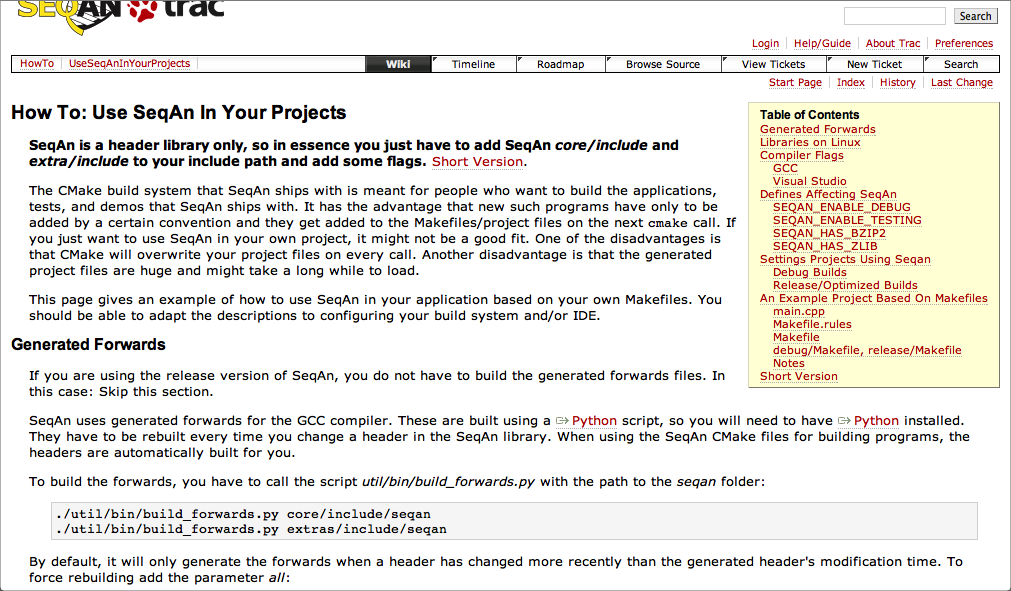 SEQAN trac
Search
Login Help/Guide About Trac Preferences
HowTo UseSeqAnInYourProjects Wiki Timeline Roadmap Browse Source View Tickets New Ticket Search
Start Page Index History Last Change
How To: Use SeqAn In Your Projects
SeqAn is a header library only, so in essence you just have to add SeqAn core/include and
extra/include to your include path and add some flags. Short Version.
The CMake build system that SeqAn ships with is meant for people who want to build the applications,
tests, and demos that SeqAn ships with. It has the advantage that new such programs have only to be
added by a certain convention and they get added to the Makefiles/project files on the next cmake call. If
you just want to use SeqAn in your own project, it might not be a good fit. One of the disadvantages is
that CMake will overwrite your project files on every call. Another disadvantage is that the generated
project files are huge and might take a long while to load.
This page gives an example of how to use SeqAn in your application based on your own Makefiles. You
should be able to adapt the descriptions to configuring your build system and/or IDE.
Table of Contents
Generated Forwards
Libraries on Linux
Compiler Flags
GCC
Visual Studio
Defines Affecting SeqAn
SEQAN_ENABLE_DEBUG
SEQAN_ENABLE_TESTING
SEQAN_HAS_BZIP2
SEQAN_HAS_ZLIB
Settings Projects Using Seqan
Debug Builds
Release/Optimized Builds
An Example Project Based On Makefiles
main.cpp
Makefile.rules
Makefile
debug/Makefile, release/Makefile
Notes
Short Version
Generated Forwards
If you are using the release version of SeqAn, you do not have to build the generated forwards files. In
this case: Skip this section.
SeqAn uses generated forwards for the GCC compiler. These are built using a Python script, so you will need to have Python installed.
They have to be rebuilt every time you change a header in the SeqAn library. When using the SeqAn CMake files for building programs, the
headers are automatically built for you.
To build the forwards, you have to call the script util/bin/build_forwards.py with the path to the seqan folder:
./util/bin/build_forwards.py core/include/seqan
./util/bin/build_forwards.py extras/include/seqan
By default, it will only generate the forwards when a header has changed more recently than the generated header's modification time. To
force rebuilding add the parameter all: